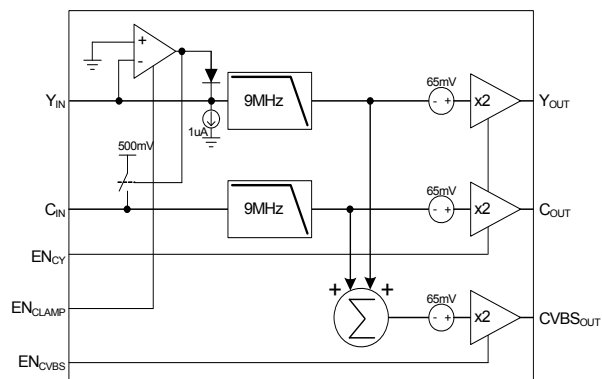 +
-
65mV
Y_IN
9MHz
- +
x2
Y_OUT
1uA
500mV
65mV
C_IN
9MHz
- +
x2
C_OUT
EN_CY
+ +
65mV
EN_CLAMP
Σ
- +
x2
CVBS_OUT
EN_CVBS